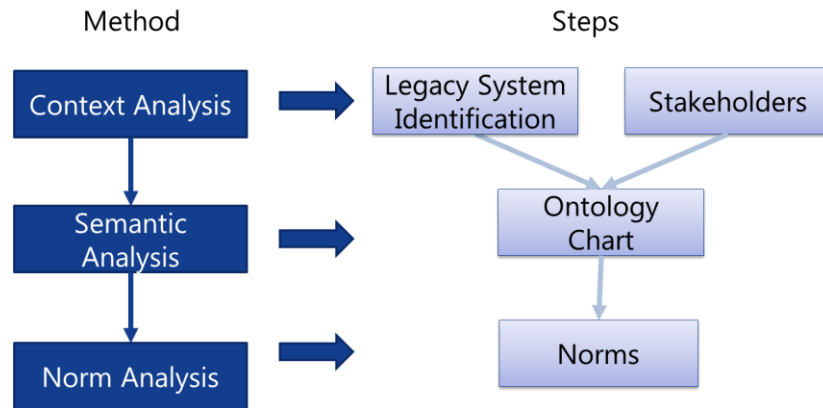 Method
Steps
Context Analysis
Legacy System
Identification
Stakeholders
Semantic
Analysis
Ontology
Chart
Norm Analysis
Norms